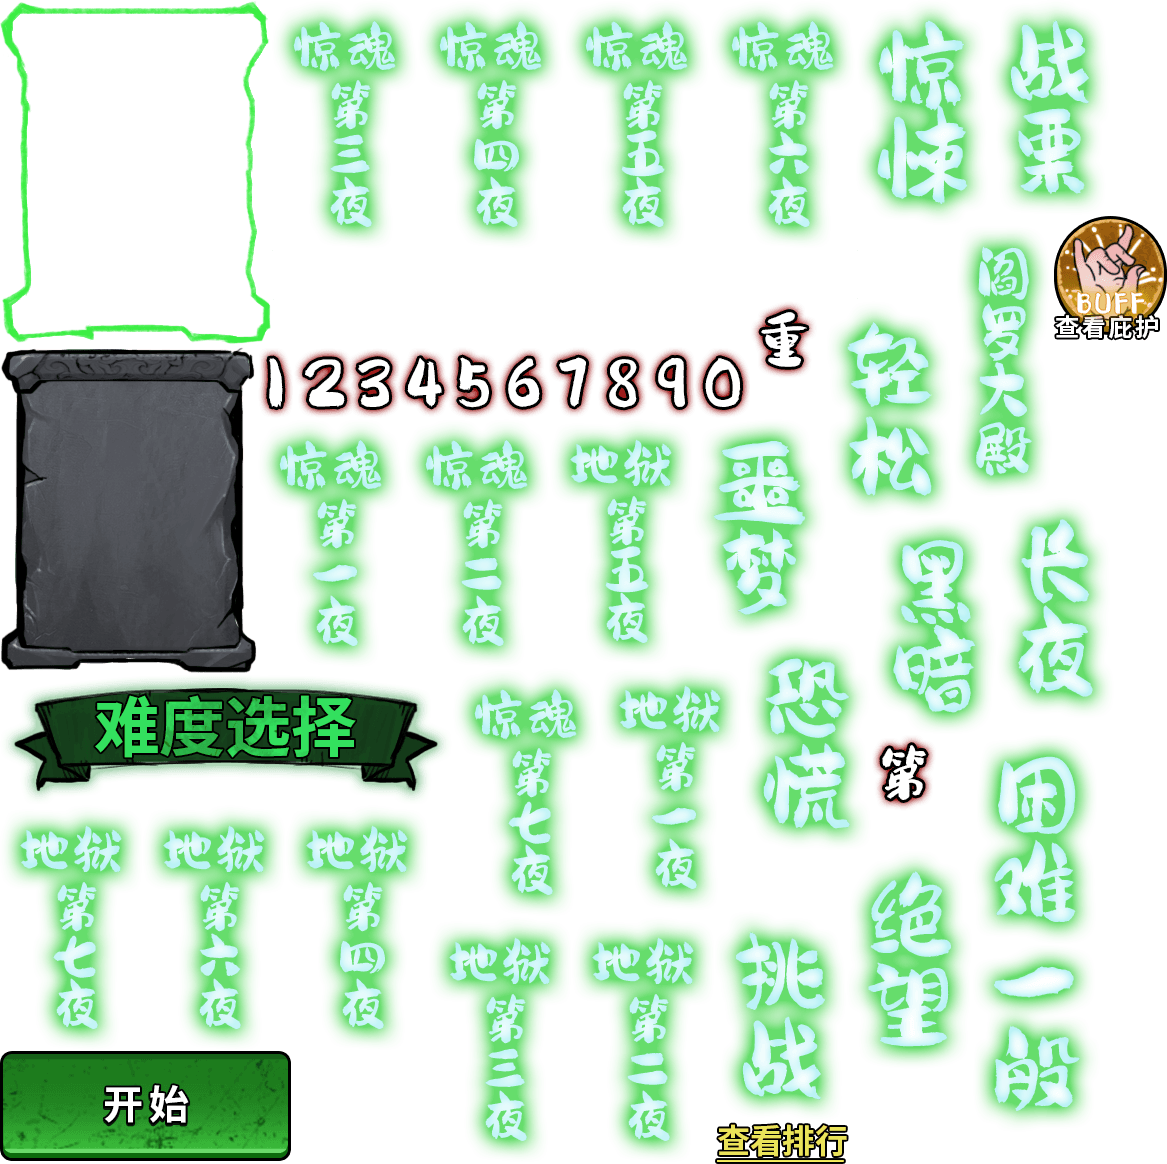 惊魂
第三夜
惊魂
第四夜
惊魂
第五夜
惊魂
第六夜
惊悚
战栗
BUFF
查看庇护
阎罗大殿
重
1234567890
轻松
惊魂
第一夜
惊魂
第二夜
地狱
第五夜
噩梦
黑暗
长夜
难度选择
惊魂
第七夜
地狱
第一夜
恐慌
第
困难
地狱
第七夜
地狱
第六夜
地狱
第四夜
地狱
第三夜
地狱
第二夜
挑战
绝望
一般
开始
查看排行